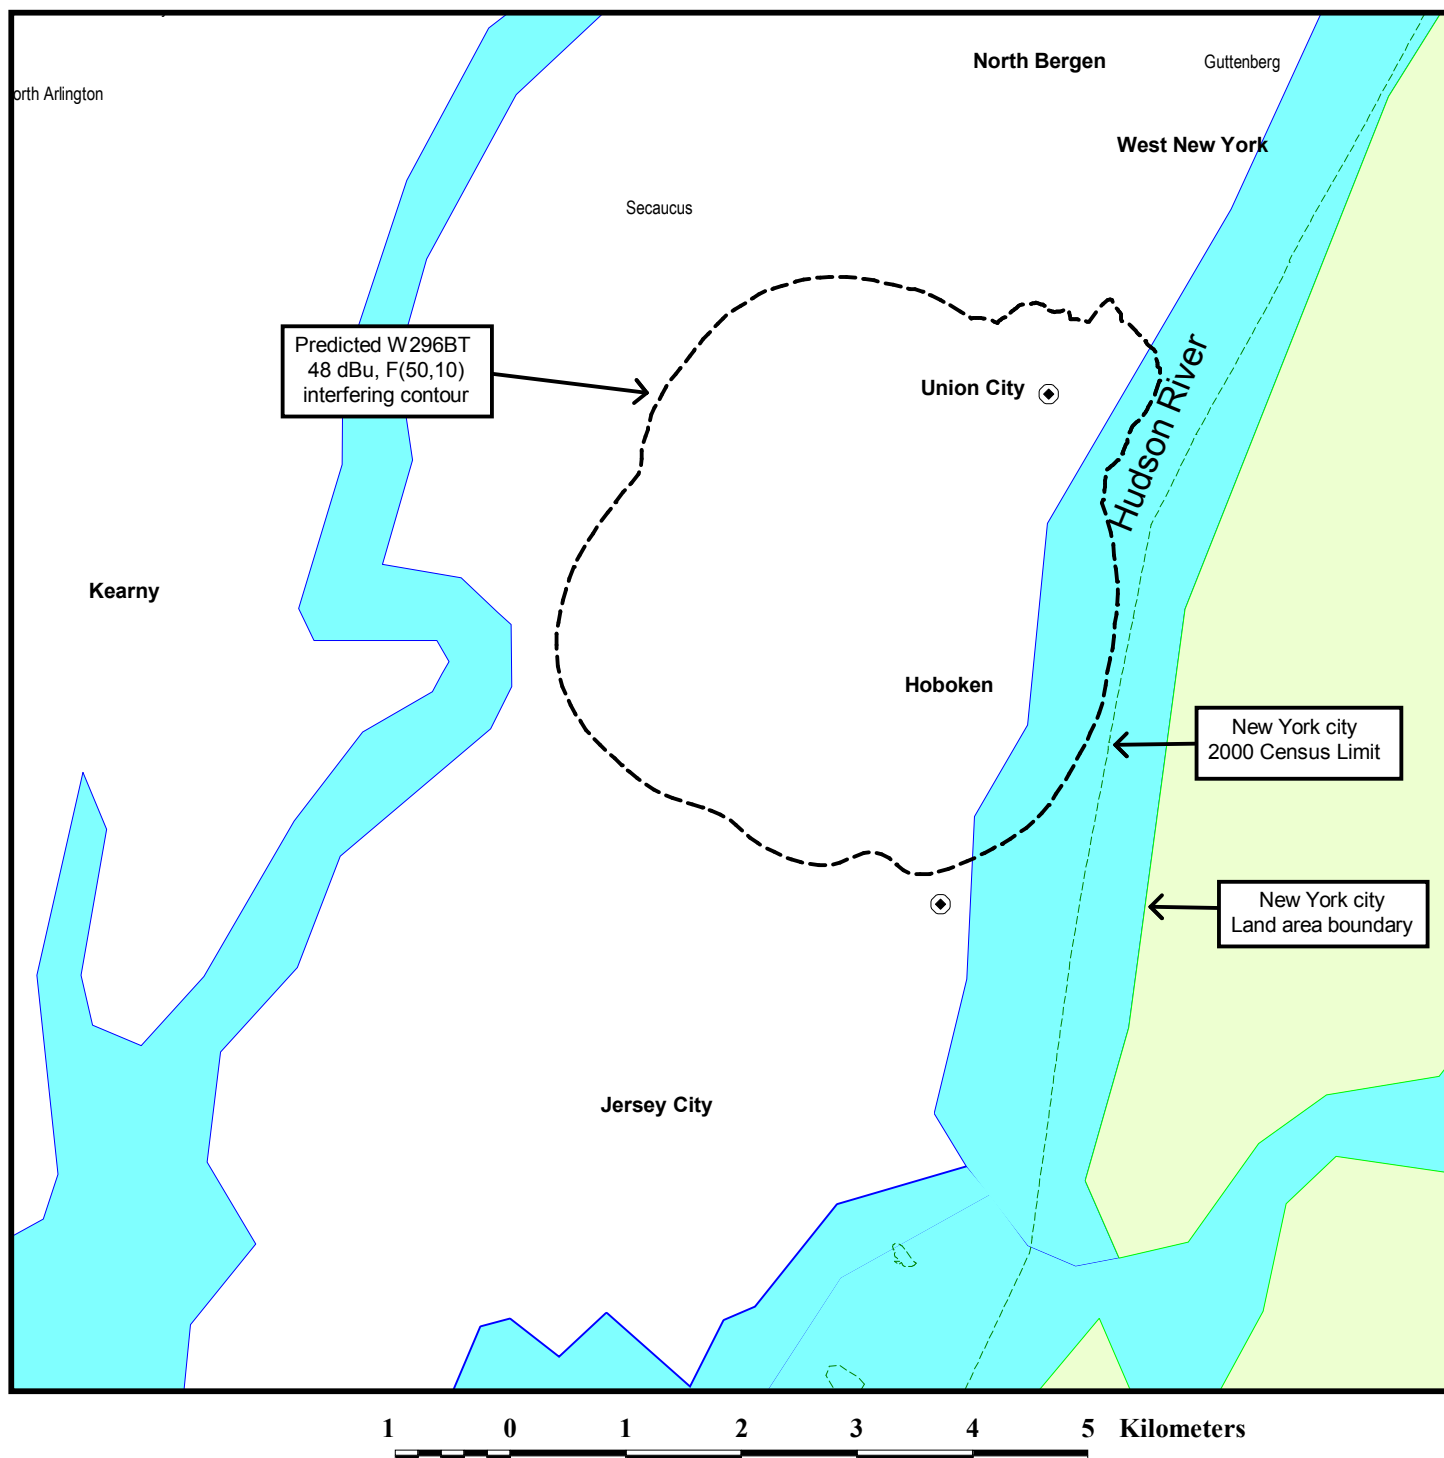 North Bergen
Guttenberg
orth Arlington
West New York
Secaucus
Predicted W296BT
48 dBu, F(50,10)
interfering contour
Hudson River
Union City
Kearny
Hoboken
New York city
2000 Census Limit
New York city
Land area boundary
Jersey City
1 0 1 2 3 4 5 Kilometers